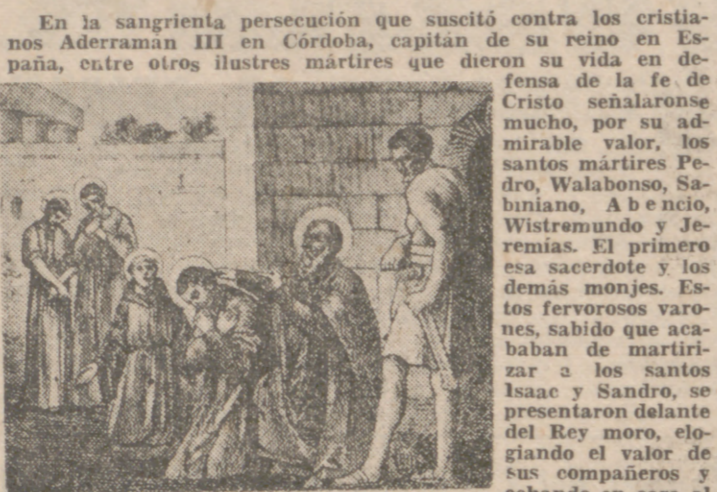 En la sangrienta persecución que suscitó contra los cristia-
nos Aderraman III en Córdoba, capitán de su reino en Es-
paña, entre otros ilustres mártires que dieron su vida en de-
fensa de la fe de
Cristo señalaronse
mucho, por su ad-
mirable valor, los
santos mártires Pe-
dro, Walabonso, Sa-
biniano, Abencio,
Wistremundo y Je-
remías. El primero
esa sacerdote y los
demás monjes. Es-
tos fervorosos varo-
nes, sabido que aca-
baban de martiri-
zar a los santos
Isaac y Sandro, se
presentaron delante
del Rey moro, elo-
giando el valor de
sus compañeros y